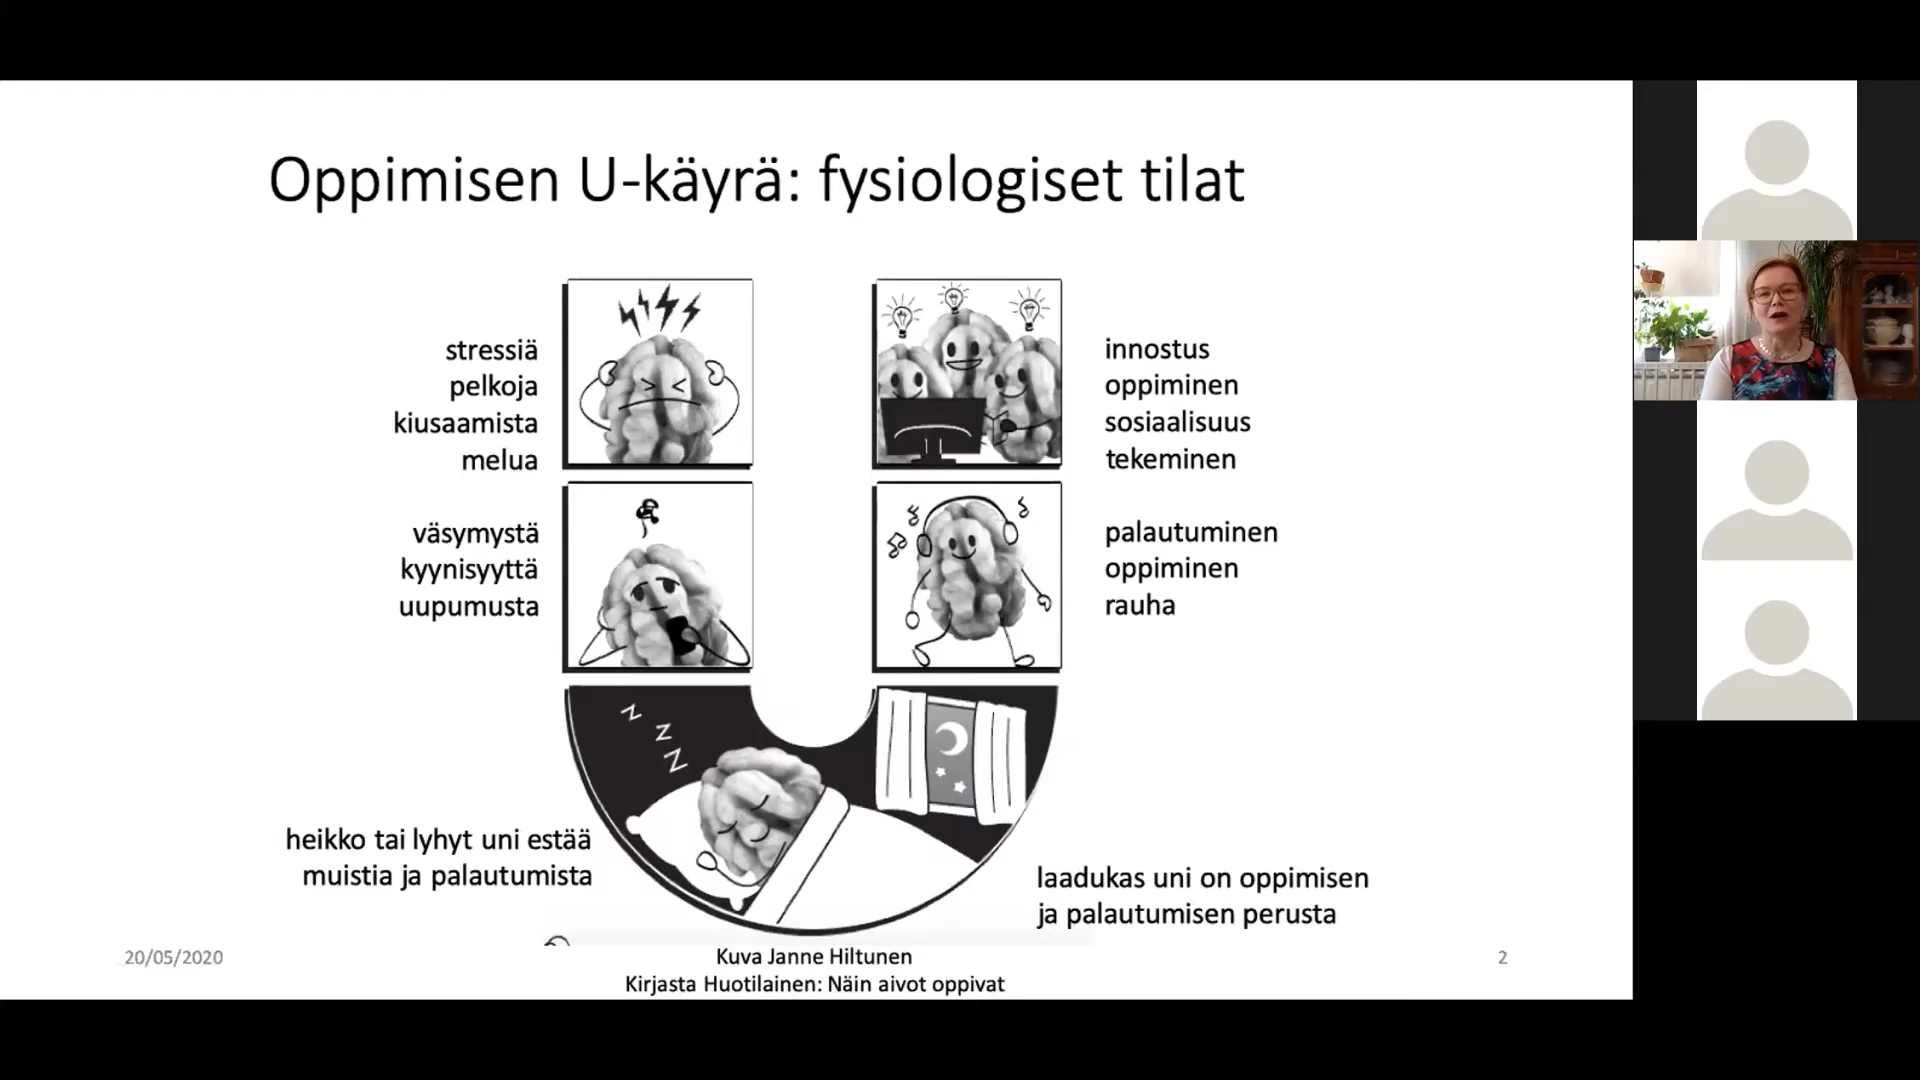 Oppimisen U-käyrä: fysiologiset tilat
stressiä
pelkoja
kiusaamista
melua
innostus
oppiminen
sosiaalisuus
tekeminen
väsymystä
kyynisyyttä
uupumusta
palautuminen
oppiminen
rauha
z
z
z
heikko tai lyhyt uni estää
muistia ja palautumista
laadukas uni on oppimisen
ja palautumisen perusta
20/05/2020
Kuva Janne Hiltunen
Kirjasta Huotilainen: Näin aivot oppivat
2